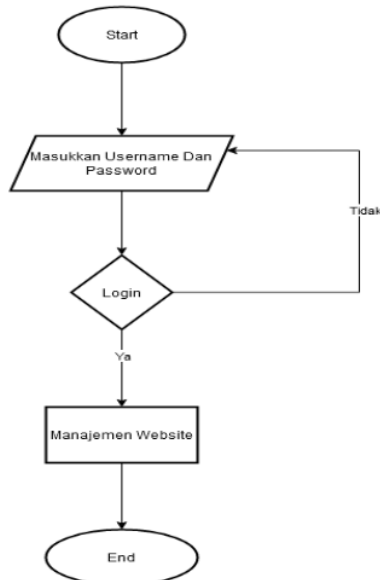 Start
Masukkan Username Dan
Password
Tidak
Login
Ya
Manajemen Website
End